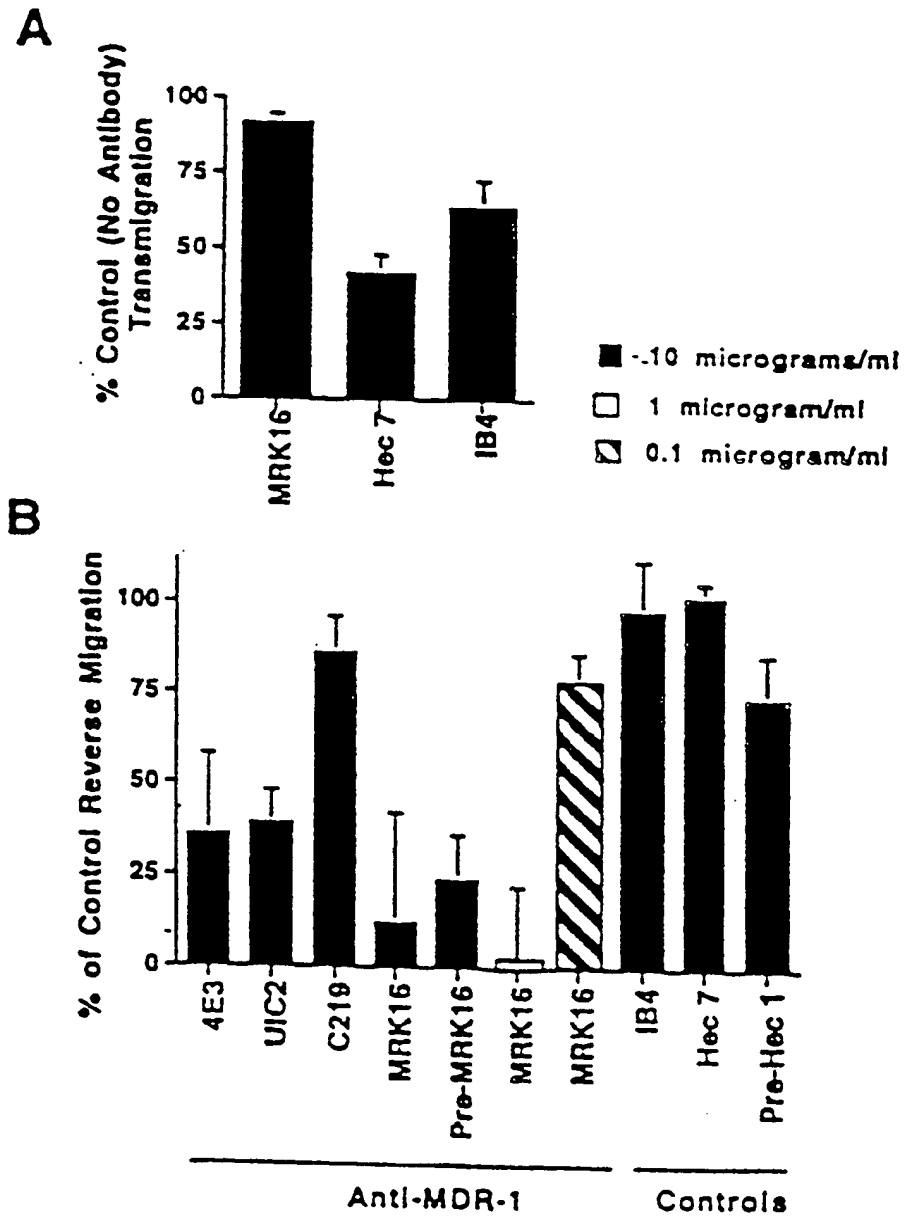 A
% Control (No Antibody)
Transmigration
100
75
50
25
0
MRK16
Hec 7
IB4
-.10 micrograms/ml
1 microgram/ml
0.1 microgram/ml
B
% of Control Reverse Migration
100
75
50
25
0
4E3
UIC2
C219
MRK16
Pre-MRK16
MRK16
MRK16
IB4
Hec 7
Pre-Hec 1
Anti-MDR-1
Controls